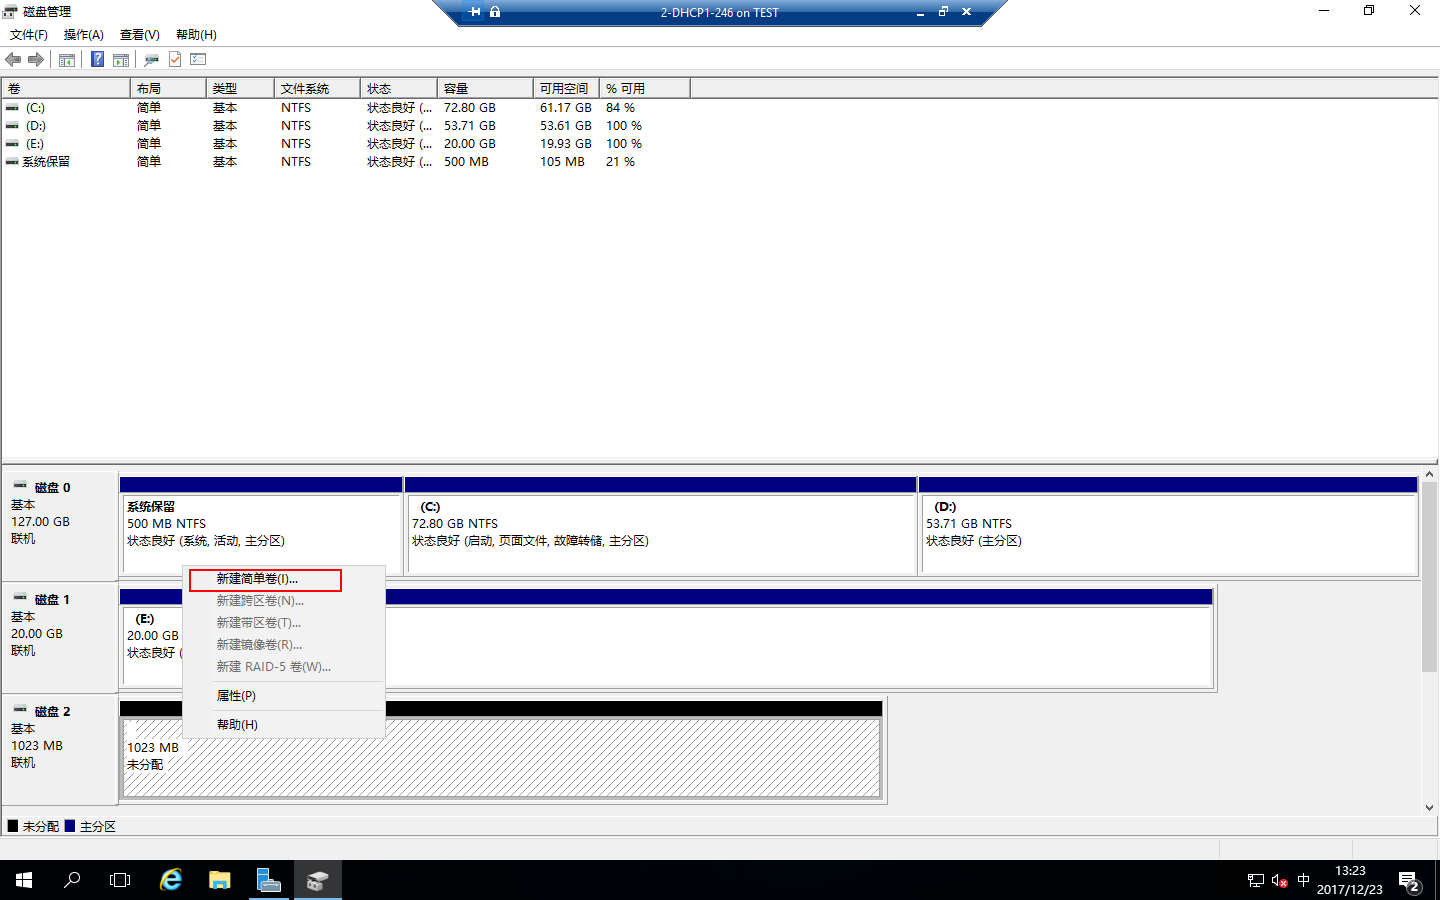 磁盘管理
2-DHCP1-246 on TEST
文件(F) 操作(A) 查看(V) 帮助(H)
卷 布局 类型 文件系统 状态 容量 可用空间 % 可用
(C:) 简单 基本 NTFS 状态良好 (... 72.80 GB 61.17 GB 84 %
(D:) 简单 基本 NTFS 状态良好 (... 53.71 GB 53.61 GB 100 %
(E:) 简单 基本 NTFS 状态良好 (... 20.00 GB 19.93 GB 100 %
系统保留 简单 基本 NTFS 状态良好 (... 500 MB 105 MB 21 %
磁盘 0
基本
127.00 GB
联机
系统保留
500 MB NTFS
状态良好 (系统, 活动, 主分区)
(C:)
72.80 GB NTFS
状态良好 (启动, 页面文件, 故障转储, 主分区)
(D:)
53.71 GB NTFS
状态良好 (主分区)
磁盘 1
基本
20.00 GB
联机
(E:)
20.00 GB
状态良好 (
新建简单卷(I)...
新建跨区卷(N)...
新建带区卷(T)...
新建镜像卷(R)...
新建 RAID-5 卷(W)...
属性(P)
帮助(H)
磁盘 2
基本
1023 MB
联机
1023 MB
未分配
未分配 主分区
中
13:23
2017/12/23
2